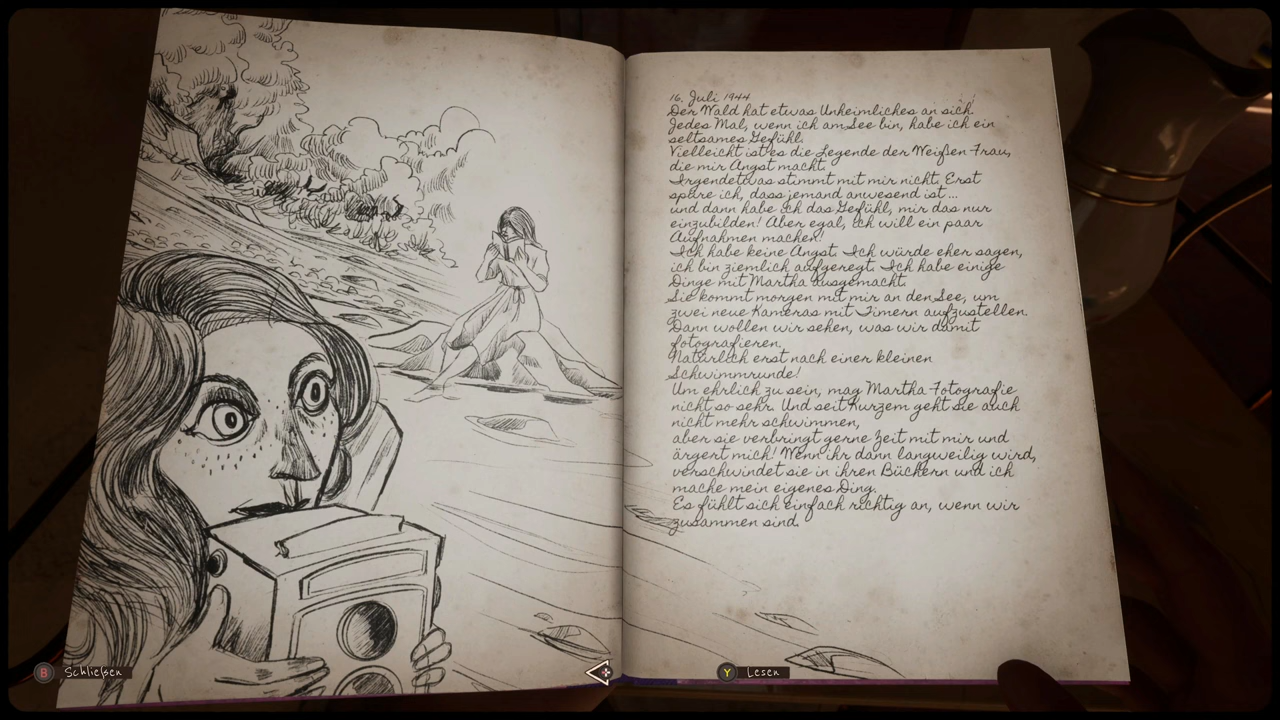 16. Juli 1944
Der Wald hat etwas Unheimliches an sich.
Jedes Mal, wenn ich am See bin, habe ich ein
seltsames Gefühl.
Vielleicht ist es die Legende der Weißen Frau,
die mir Angst macht.
Irgendetwas stimmt mit mir nicht. Erst
spüre ich, dass jemand anwesend ist ...
und dann habe ich das Gefühl, mir das nur
einzubilden! Aber egal, ich will ein paar
Aufnahmen machen!
Ich habe keine Angst. Ich würde eher sagen,
ich bin ziemlich aufgeregt. Ich habe einige
Dinge mit Martha ausgemacht.
Sie kommt morgen mit mir an den See, um
zwei neue Kameras mit Timern aufzustellen.
Dann wollen wir sehen, was wir damit
fotografieren.
Natürlich erst nach einer kleinen
Schwimmrunde!
Um ehrlich zu sein, mag Martha Fotografie
nicht so sehr. Und seit Kurzem geht sie auch
nicht mehr schwimmen,
aber sie verbringt gerne Zeit mit mir und
ärgert mich! Wenn ihr dann langweilig wird,
verschwindet sie in ihren Büchern und ich
mache mein eigenes Ding.
Es fühlt sich einfach richtig an, wenn wir
zusammen sind.
B Schließen
Y Lesen